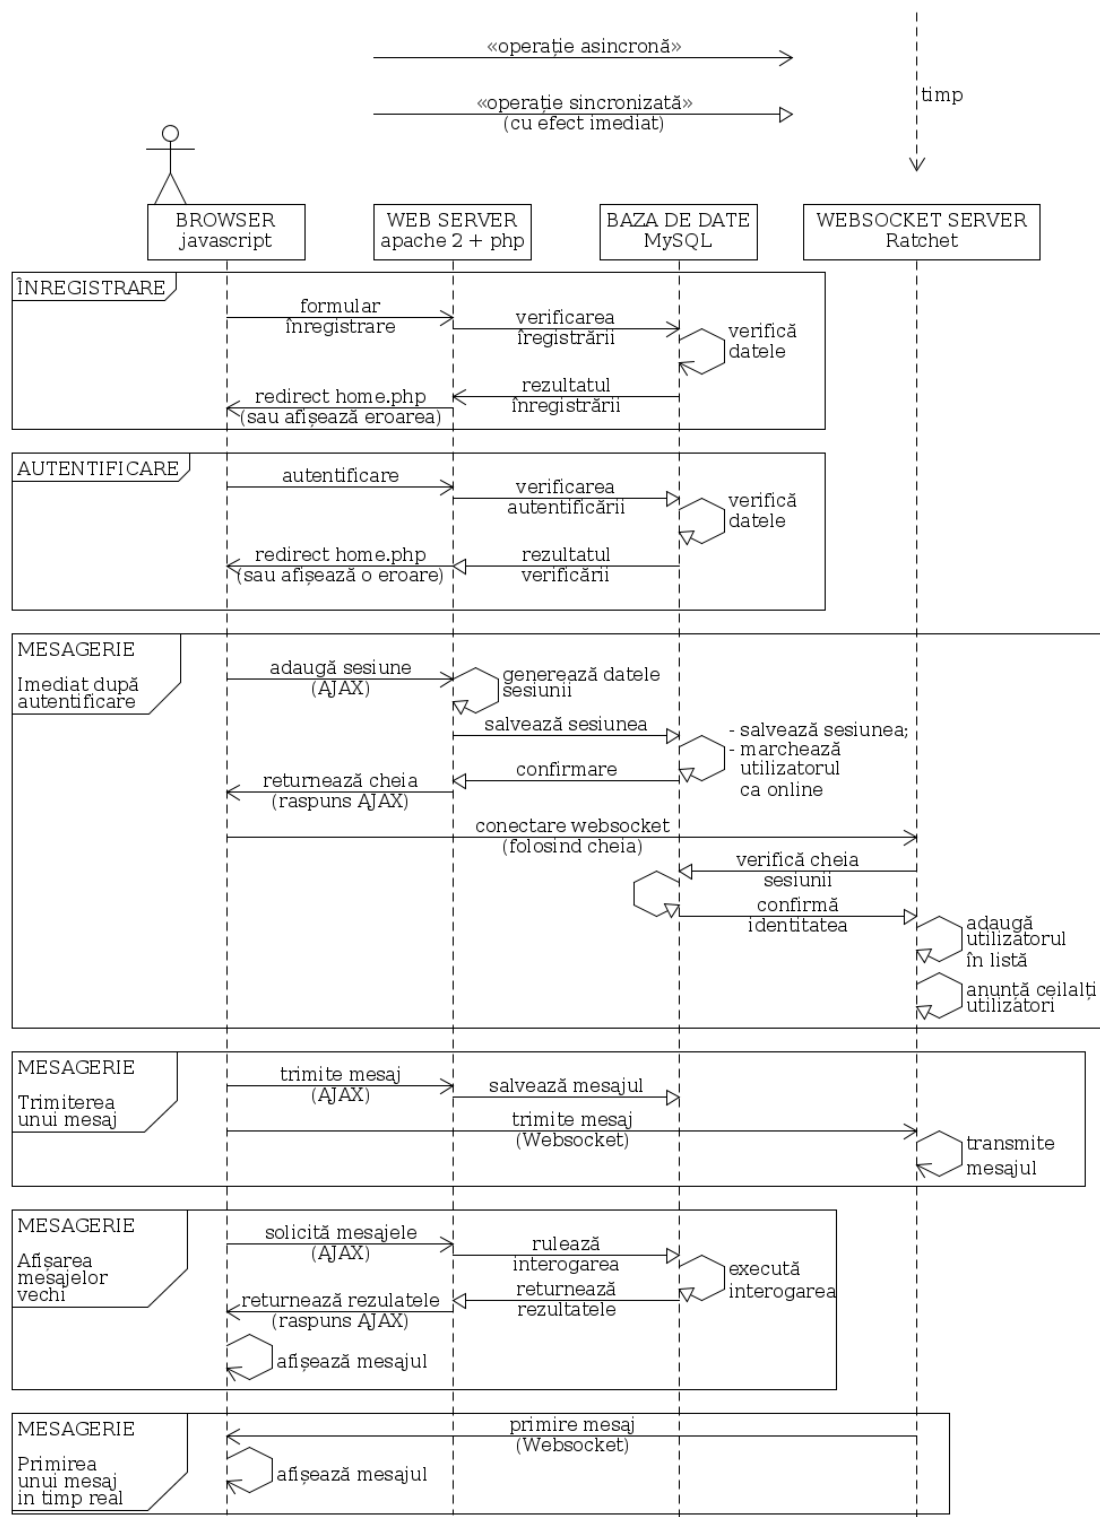 «operație asincronă»
«operație sincronizată»
(cu efect imediat)
timp
BROWSER
javascript
WEB SERVER
apache 2 + php
BAZA DE DATE
MySQL
WEBSOCKET SERVER
Ratchet
ÎNREGISTRARE
formular
înregistrare
verificarea
îregistrării
verifică
datele
rezultatul
înregistrării
redirect home.php
(sau afișează eroarea)
AUTENTIFICARE
autentificare
verificarea
autentificării
verifică
datele
redirect home.php
(sau afișează o eroare)
rezultatul
verificării
MESAGERIE
Imediat după
autentificare
adaugă sesiune
(AJAX)
generează datele
sesiunii
salvează sesiunea
- salvează sesiunea;
- marchează
utilizatorul
ca online
confirmare
returnează cheia
(raspuns AJAX)
conectare websocket
(folosind cheia)
verifică cheia
sesiunii
confirmă
identitatea
adaugă
utilizatorul
în listă
anunță ceilalți
utilizatori
MESAGERIE
Trimiterea
unui mesaj
trimite mesaj
(AJAX)
salvează mesajul
trimite mesaj
(Websocket)
transmite
mesajul
MESAGERIE
Afișarea
mesajelor
vechi
solicită mesajele
(AJAX)
rulează
interogarea
execută
interogarea
returnează
rezultatele
returnează rezulatele
(raspuns AJAX)
afișează mesajul
MESAGERIE
Primirea
unui mesaj
in timp real
primire mesaj
(Websocket)
afișează mesajul